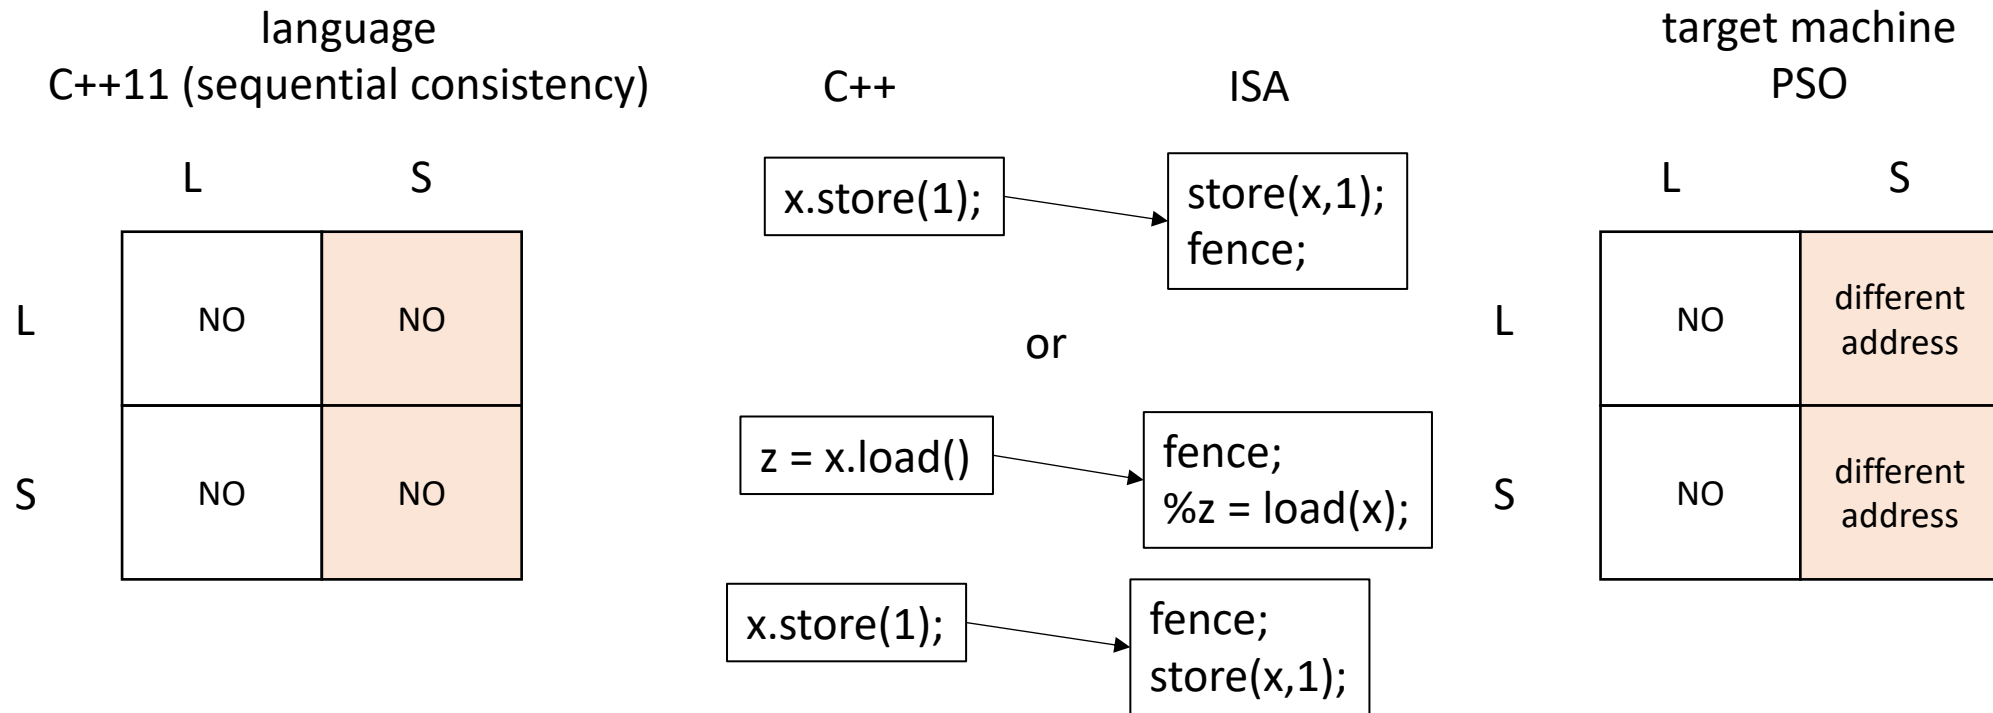 language
C++11 (sequential consistency)
L S
L NO NO
S NO NO
C++ ISA
x.store(1);
store(x,1);
fence;
or
z = x.load()
fence;
%z = load(x);
x.store(1);
fence;
store(x,1);
target machine
PSO
L S
L NO different
address
S NO different
address